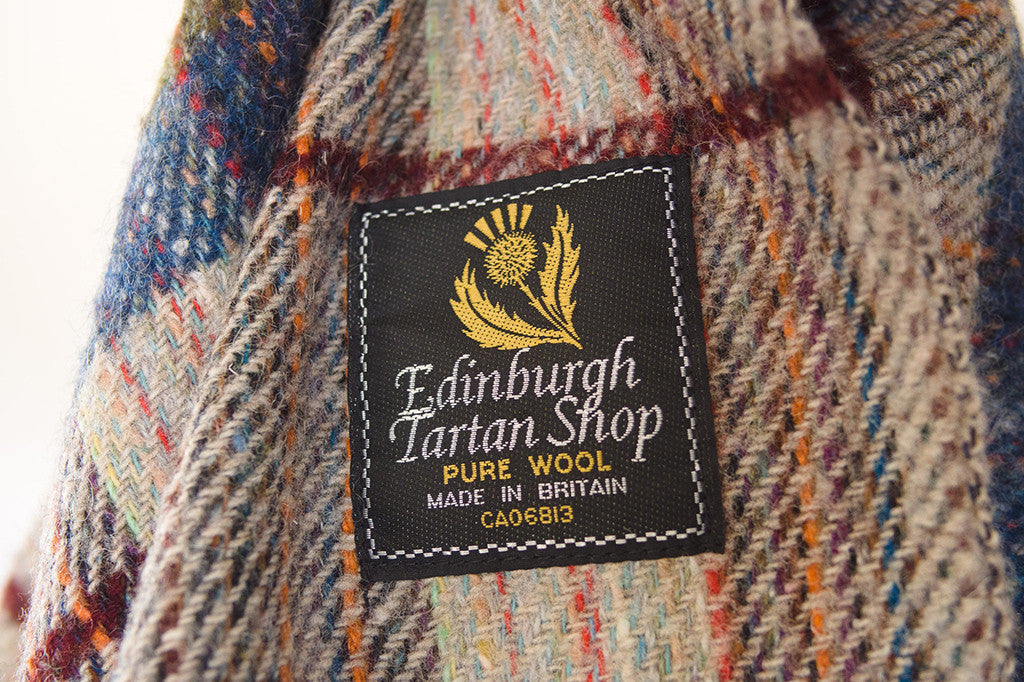 Edinburgh
Tartan Shop
PURE WOOL
MADE IN BRITAIN
CA06813